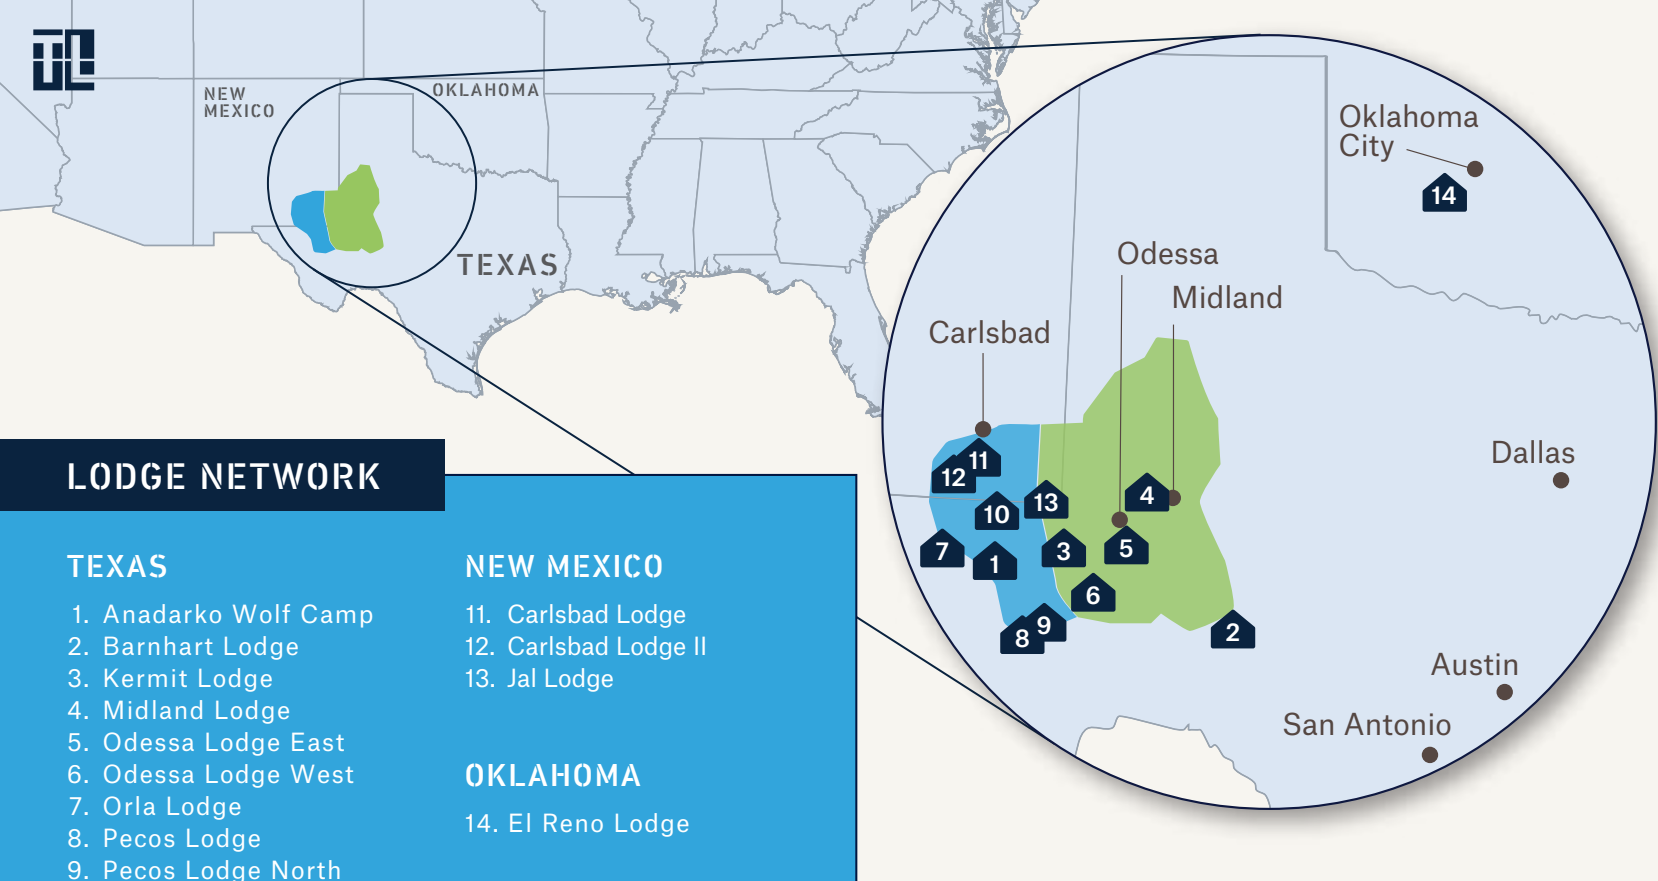 TL
NEW
MEXICO
OKLAHOMA
TEXAS
Oklahoma
City
14
Odessa
Midland
Carlsbad
Dallas
11
12
13
4
10
5
7
3
1
6
9
8
2
Austin
San Antonio
LODGE NETWORK
TEXAS
1. Anadarko Wolf Camp
2. Barnhart Lodge
3. Kermit Lodge
4. Midland Lodge
5. Odessa Lodge East
6. Odessa Lodge West
7. Orla Lodge
8. Pecos Lodge
9. Pecos Lodge North
NEW MEXICO
11. Carlsbad Lodge
12. Carlsbad Lodge II
13. Jal Lodge
OKLAHOMA
14. El Reno Lodge